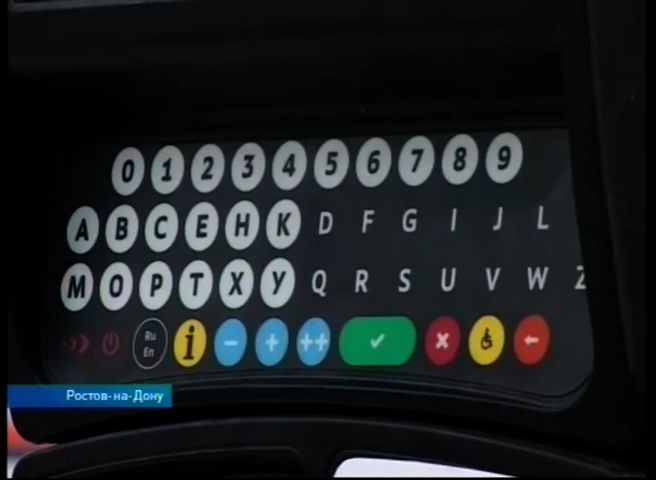 0 1 2 3 4 5 6 7 8 9
A B C E H K D F G I J L
M O P T X Y Q R S U V W Z
Ru
En
i − + ++
Ростов-на-Дону